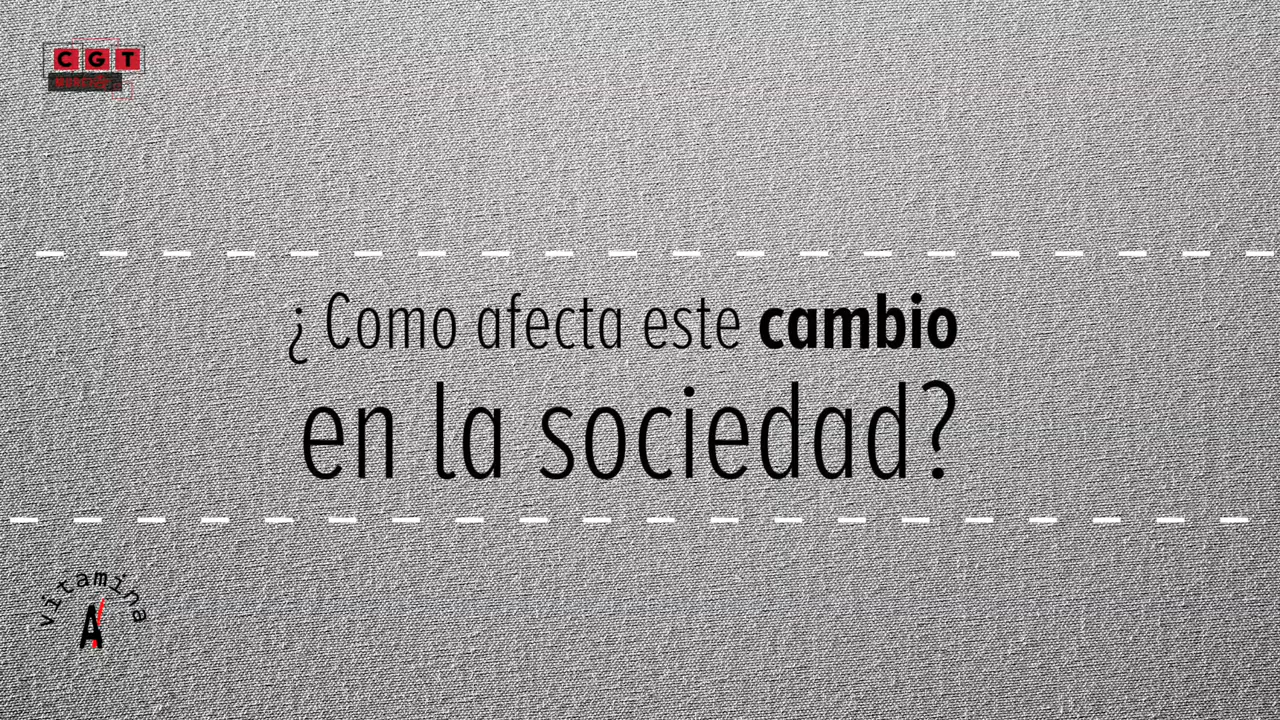 CGT
¿ Como afecta este cambio
en la sociedad?
vitamina
A